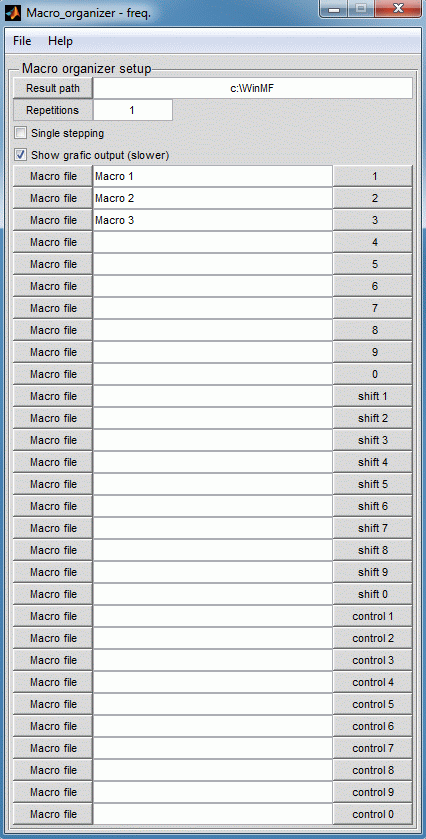 Macro_organizer - freq.
File Help
Macro organizer setup
Result path c:\WinMF
Repetitions 1
Single stepping
Show grafic output (slower)
Macro file Macro 1 1
Macro file Macro 2 2
Macro file Macro 3 3
Macro file 4
Macro file 5
Macro file 6
Macro file 7
Macro file 8
Macro file 9
Macro file 0
Macro file shift 1
Macro file shift 2
Macro file shift 3
Macro file shift 4
Macro file shift 5
Macro file shift 6
Macro file shift 7
Macro file shift 8
Macro file shift 9
Macro file shift 0
Macro file control 1
Macro file control 2
Macro file control 3
Macro file control 4
Macro file control 5
Macro file control 6
Macro file control 7
Macro file control 8
Macro file control 9
Macro file control 0